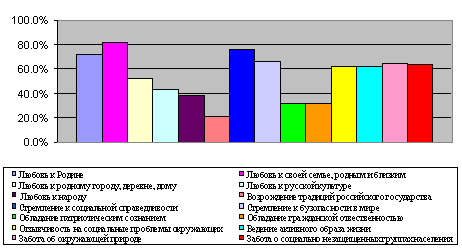 100.0%
80.0%
60.0%
40.0%
20.0%
0.0%
Любовь к Родине
Любовь к своей семье, родным и близким
Любовь к родному городу, деревне, дому
Любовь к русской культуре
Любовь к народу
Возрождение традиций российского государства
Стремление к социальной справедливости
Стремление к безопасности в мире
Обладание патриотическим сознанием
Обладание гражданской отвественностью
Отзывчивость на социальные проблемы окружающих
Ведение активного образа жизни
Забота об окружающей природе
Забота о социально незащищенных группах населения